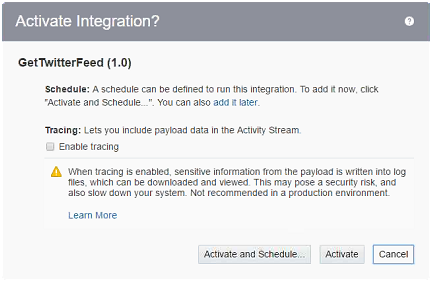 Activate Integration?
?
GetTwitterFeed (1.0)
Schedule: A schedule can be defined to run this integration. To add it now, click
"Activate and Schedule...". You can also add it later.
Tracing: Lets you include payload data in the Activity Stream.
Enable tracing
When tracing is enabled, sensitive information from the payload is written into log
files, which can be downloaded and viewed. This may pose a security risk, and
also slow down your system. Not recommended in a production environment.
Learn More
Activate and Schedule... Activate Cancel